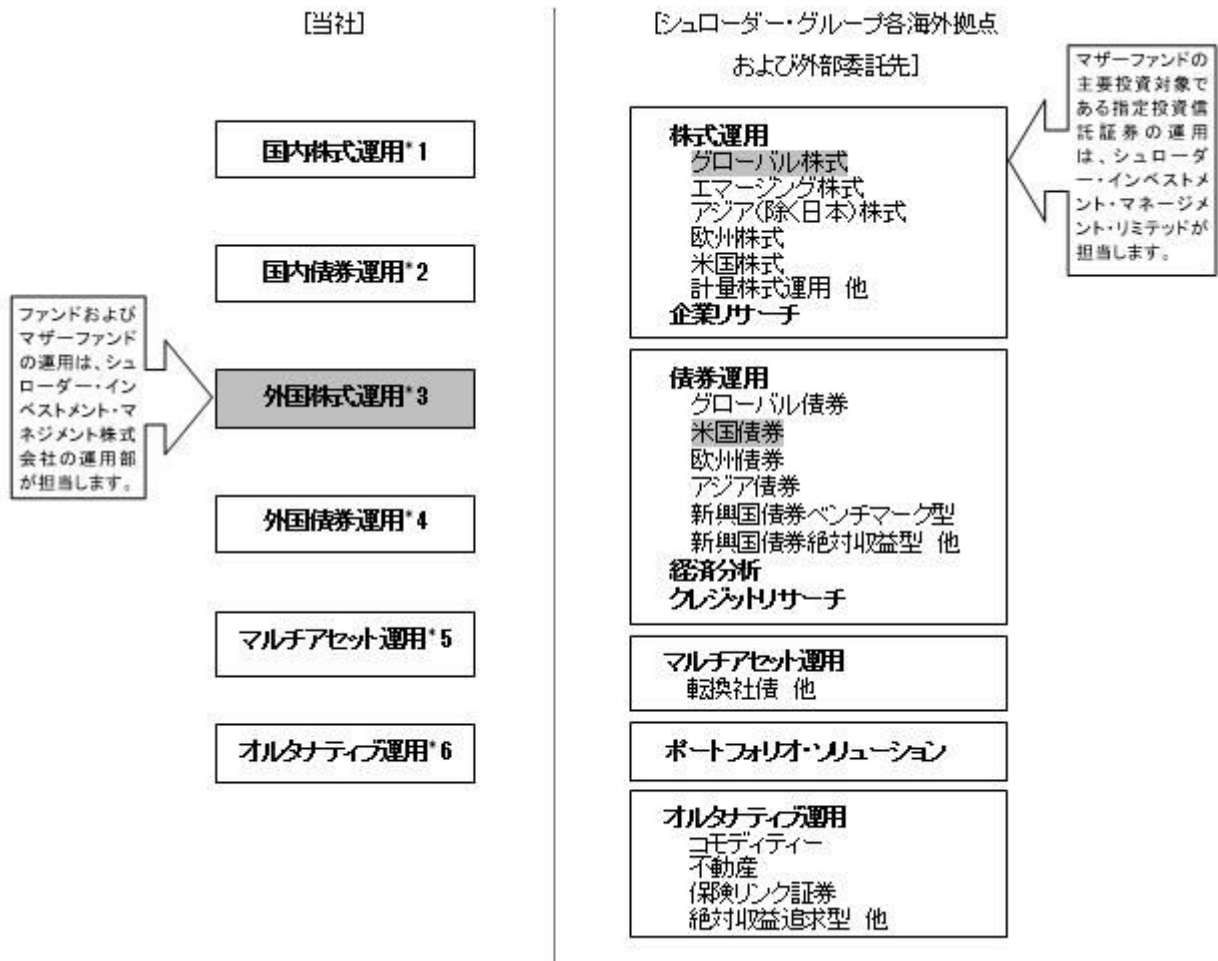 [当社]
国内株式運用*1
国内債券運用*2
ファンドおよび
マザーファンド
の運用は、シュ
ローダー・イン
ベストメント・マ
ネジメント株式
会社の運用部
が担当します。
外国株式運用*3
外国債券運用*4
マルチアセット運用*5
オルタナティブ運用*6
[シュローダー・グループ各海外拠点
および外部委託先]
マザーファンドの
主要投資対象で
ある指定投資信
託証券の運用
は、シュローダ
ー・インベストメ
ント・マネージメ
ント・リミテッドが
担当します。
株式運用
グローバル株式
エマージング株式
アジア(除く日本)株式
欧州株式
米国株式
計量株式運用 他
企業リサーチ
債券運用
グローバル債券
米国債券
欧州債券
アジア債券
新興国債券ベンチマーク型
新興国債券絶対収益型 他
経済分析
クレジットリサーチ
マルチアセット運用
転換社債 他
ポートフォリオ・ソリューション
オルタナティブ運用
コモディティー
不動産
保険リンク証券
絶対収益追求型 他